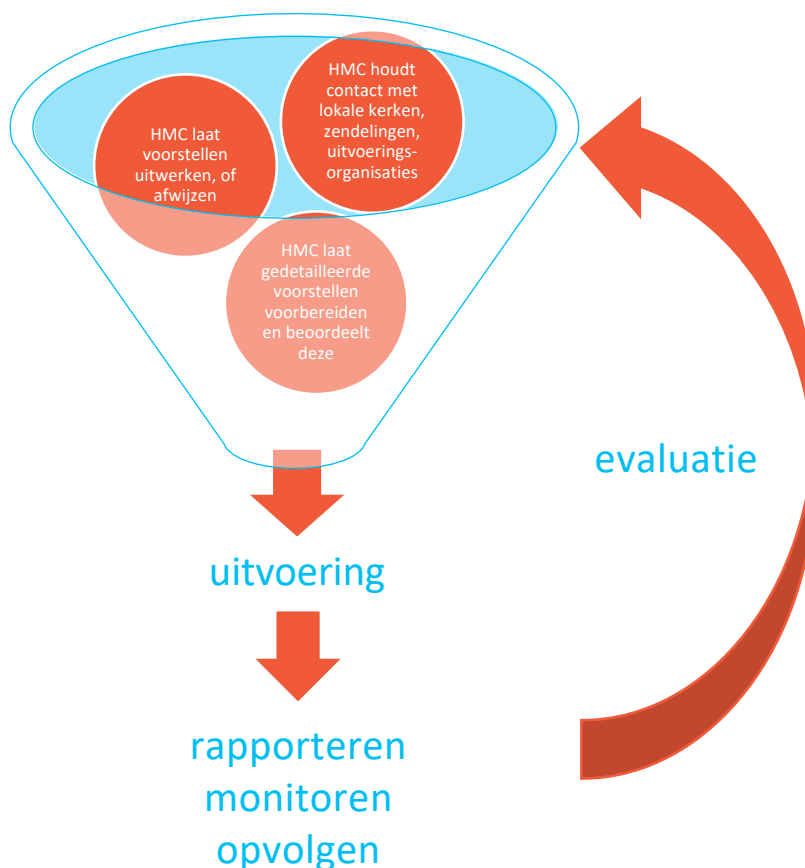 HMC houdt
contact met
lokale kerken,
zendelingen,
uitvoerings-
organisaties
HMC laat
voorstellen
uitwerken, of
afwijzen
HMC laat
gedetailleerde
voorstellen
voorbereiden
en beoordeelt
deze
evaluatie
uitvoering
rapporteren
monitoren
opvolgen